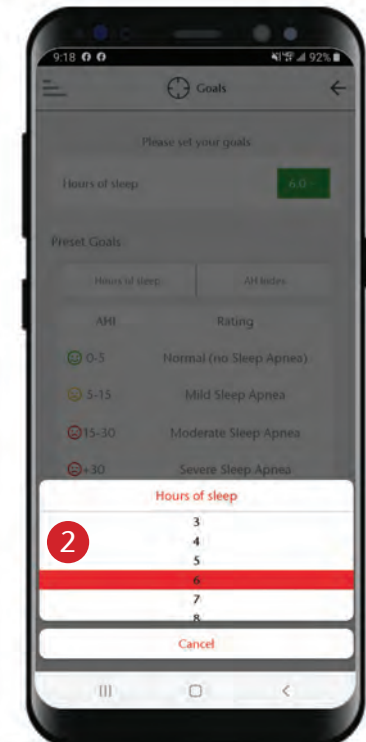 9:18
92%
Goals
Please set your goals
Hours of sleep 6.0
Preset Goals
Hours of sleep AH Index
AHI Rating
0-5 Normal (no Sleep Apnea)
5-15 Mild Sleep Apnea
15-30 Moderate Sleep Apnea
+30 Severe Sleep Apnea
Hours of sleep
2
3
4
5
6
7
8
Cancel